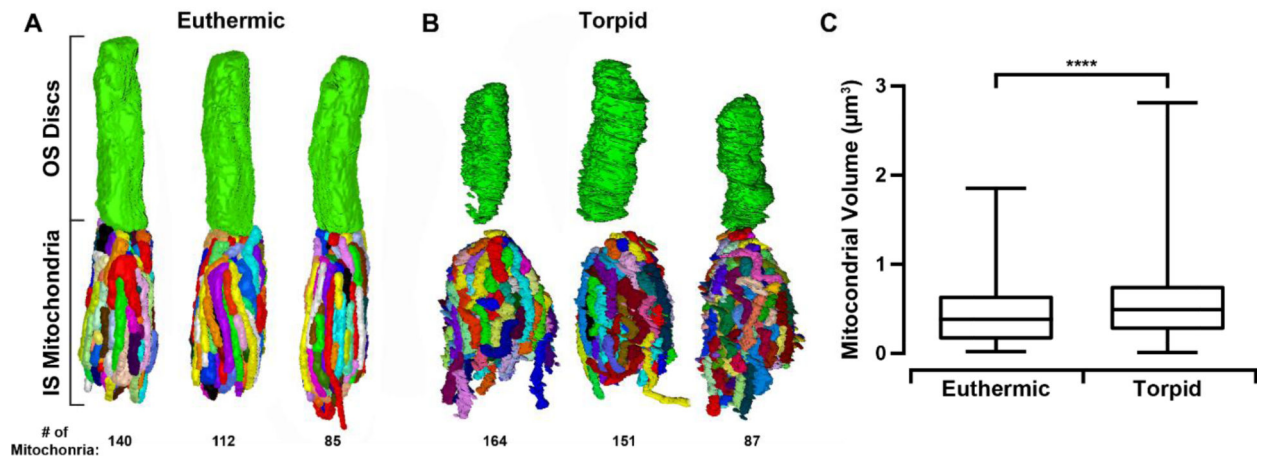 A Euthermic
B Torpid
C
OS Discs
IS Mitochondria
# of
Mitochonria:
140
112
85
164
151
87
****
Mitocondrial Volume (µm³)
3
2
1
0
Euthermic
Torpid